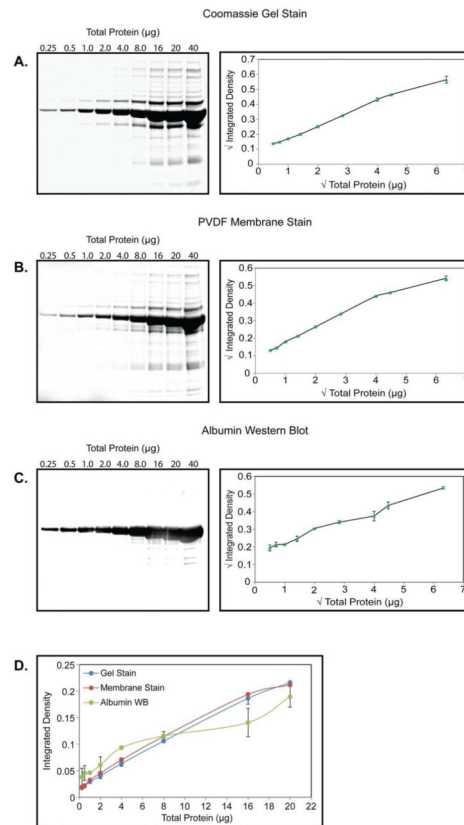 Coomassie Gel Stain
A.
Total Protein (µg)
0.25 0.5 1.0 2.0 4.0 8.0 16 20 40
√ Integrated Density
0.7
0.6
0.5
0.4
0.3
0.2
0.1
0
0 1 2 3 4 5 6 7
√ Total Protein (µg)
PVDF Membrane Stain
B.
Total Protein (µg)
0.25 0.5 1.0 2.0 4.0 8.0 16 20 40
√ Integrated Density
0.6
0.5
0.4
0.3
0.2
0.1
0
0 1 2 3 4 5 6 7
√ Total Protein (µg)
Albumin Western Blot
C.
Total Protein (µg)
0.25 0.5 1.0 2.0 4.0 8.0 16 20 40
√ Integrated Density
0.6
0.5
0.4
0.3
0.2
0.1
0
0 1 2 3 4 5 6 7
√ Total Protein (µg)
D.
Integrated Density
0.25
0.2
0.15
0.1
0.05
0
Gel Stain
Membrane Stain
Albumin WB
0 2 4 6 8 10 12 14 16 18 20 22
Total Protein (µg)